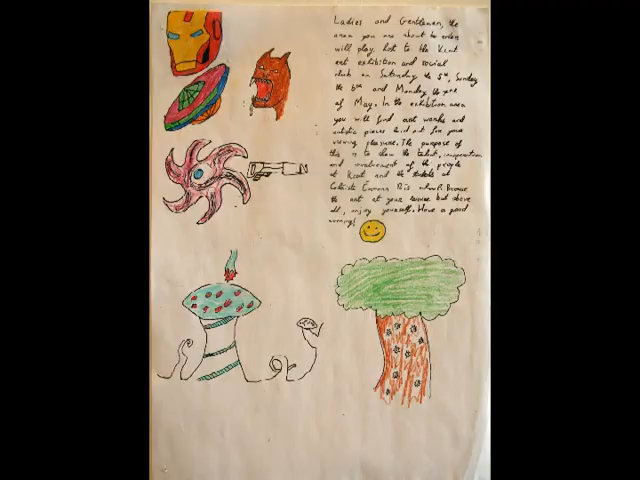 Ladies and Gentlemen, the
area you are about to enter
will play host to the Kent
art exhibition and social
club on Saturday the 5th, Sunday
the 6th and Monday the 7th
of May. In the exhibition area
you will find art works and
artistic pieces laid out for your
viewing pleasure. The purpose of
this is to show the talent, cooperation
and involvement of the people
of Kent and the students at
school. Browse
the art at your leisure but above
all, enjoy yourselfs. Have a good